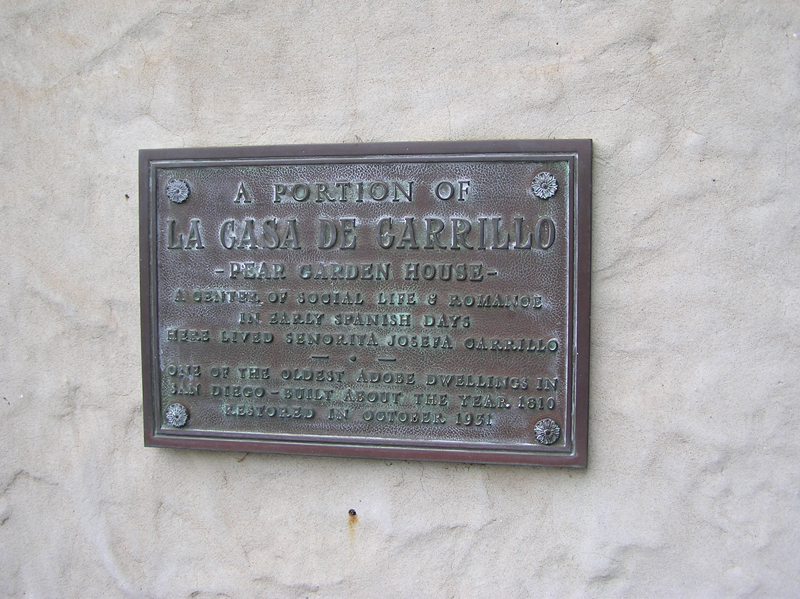 A PORTION OF
LA CASA DE CARRILLO
-PEAR GARDEN HOUSE-
A CENTER OF SOCIAL LIFE & ROMANCE
IN EARLY SPANISH DAYS
HERE LIVED SENORITA JOSEFA CARRILLO
ONE OF THE OLDEST ADOBE DWELLINGS IN
SAN DIEGO - BUILT ABOUT THE YEAR 1810
RESTORED IN OCTOBER 1931